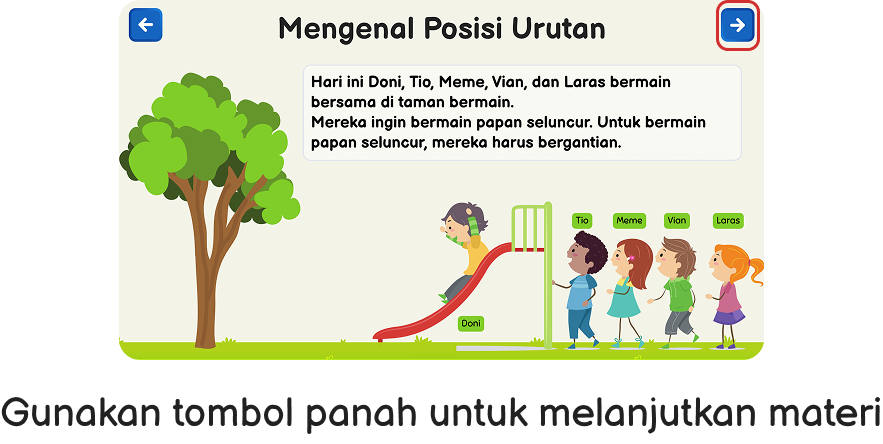 Mengenal Posisi Urutan
Hari ini Doni, Tio, Meme, Vian, dan Laras bermain
bersama di taman bermain.
Mereka ingin bermain papan seluncur. Untuk bermain
papan seluncur, mereka harus bergantian.
Tio
Meme
Vian
Laras
Doni
Gunakan tombol panah untuk melanjutkan materi